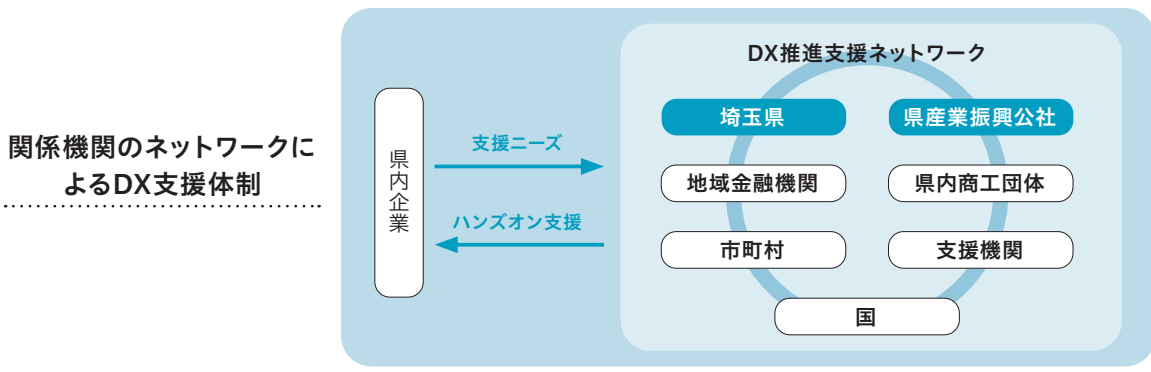 関係機関のネットワークに
よるDX支援体制
県内企業
支援ニーズ
ハンズオン支援
DX推進支援ネットワーク
埼玉県
県産業振興公社
地域金融機関
県内商工団体
市町村
支援機関
国